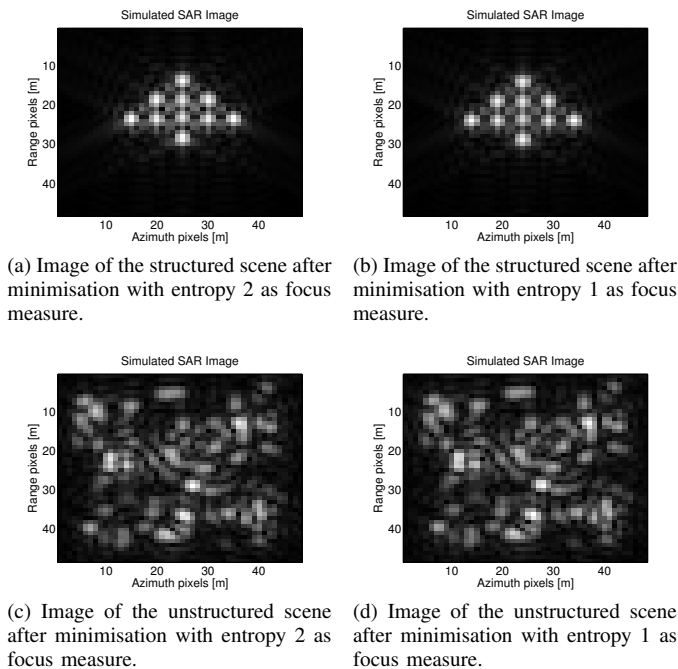 Simulated SAR Image
Range pixels [m]
10
20
30
40
10 20 30 40
Azimuth pixels [m]
Simulated SAR Image
Range pixels [m]
10
20
30
40
10 20 30 40
Azimuth pixels [m]
(a) Image of the structured scene after
minimisation with entropy 2 as focus
measure.
(b) Image of the structured scene after
minimisation with entropy 1 as focus
measure.
Simulated SAR Image
Range pixels [m]
10
20
30
40
10 20 30 40
Azimuth pixels [m]
Simulated SAR Image
Range pixels [m]
10
20
30
40
10 20 30 40
Azimuth pixels [m]
(c) Image of the unstructured scene
after minimisation with entropy 2 as
focus measure.
(d) Image of the unstructured scene
after minimisation with entropy 1 as
focus measure.